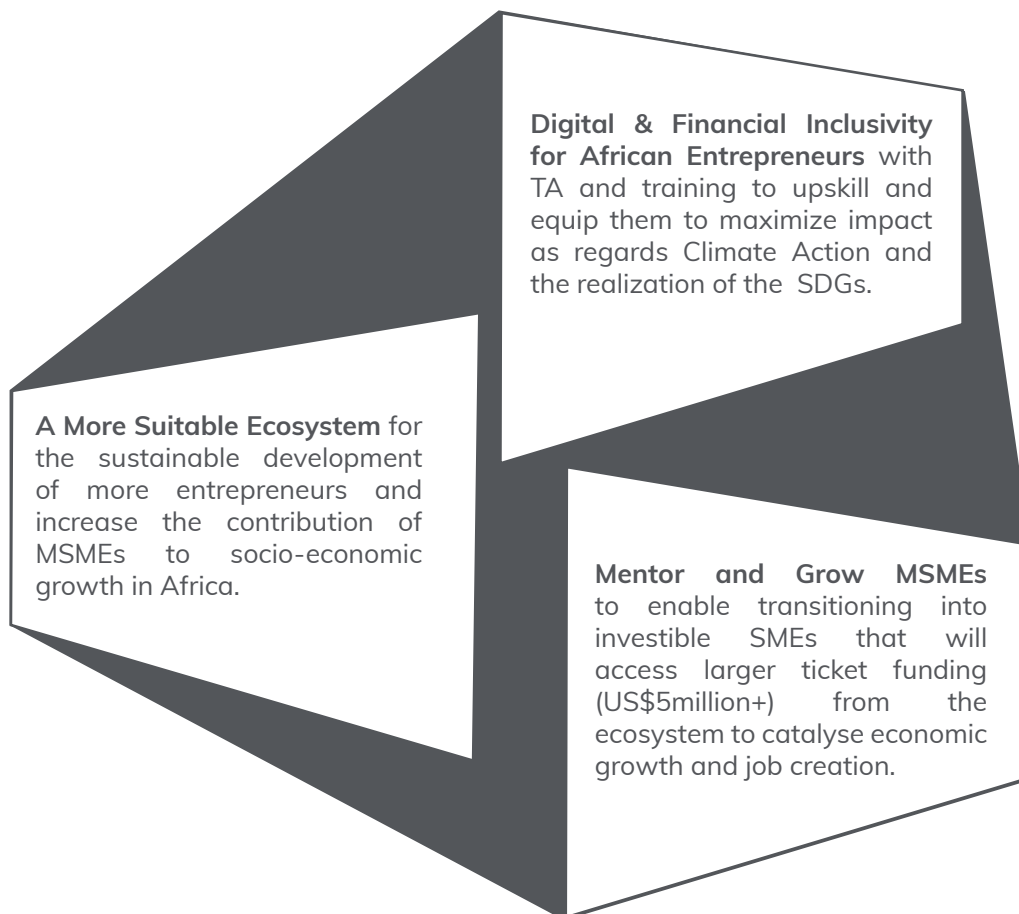 Digital & Financial Inclusivity
for African Entrepreneurs with
TA and training to upskill and
equip them to maximize impact
as regards Climate Action and
the realization of the SDGs.
A More Suitable Ecosystem for
the sustainable development
of more entrepreneurs and
increase the contribution of
MSMEs to socio-economic
growth in Africa.
Mentor and Grow MSMEs
to enable transitioning into
investible SMEs that will
access larger ticket funding
(US$5million+) from the
ecosystem to catalyse economic
growth and job creation.